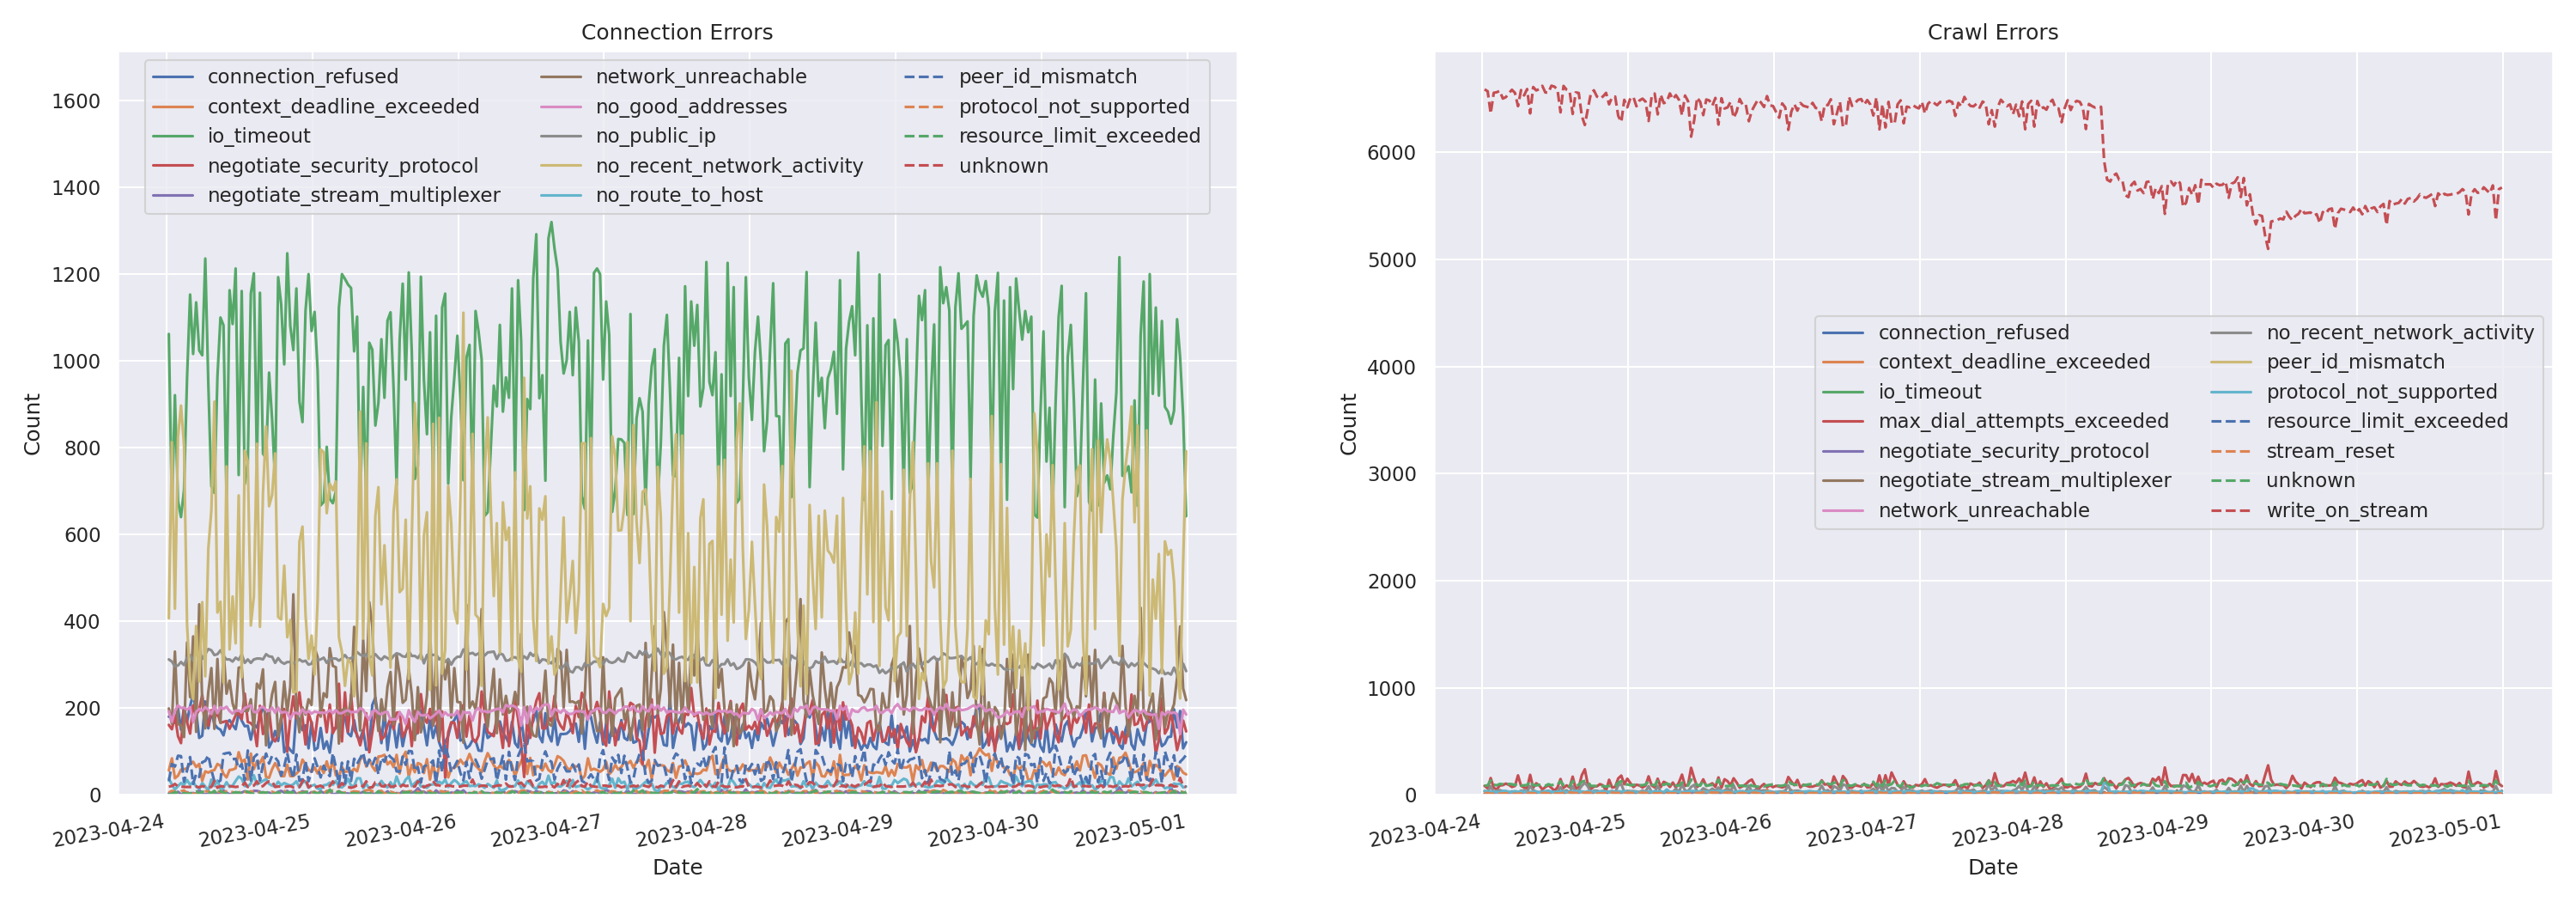 Connection Errors
connection_refused
context_deadline_exceeded
io_timeout
negotiate_security_protocol
negotiate_stream_multiplexer
network_unreachable
no_good_addresses
no_public_ip
no_recent_network_activity
no_route_to_host
peer_id_mismatch
protocol_not_supported
resource_limit_exceeded
unknown
1600
1400
1200
1000
800
600
400
200
0
Count
2023-04-24
2023-04-25
2023-04-26
2023-04-27
2023-04-28
2023-04-29
2023-04-30
2023-05-01
Date
Crawl Errors
6000
5000
4000
3000
2000
1000
0
Count
connection_refused
context_deadline_exceeded
io_timeout
max_dial_attempts_exceeded
negotiate_security_protocol
negotiate_stream_multiplexer
network_unreachable
no_recent_network_activity
peer_id_mismatch
protocol_not_supported
resource_limit_exceeded
stream_reset
unknown
write_on_stream
2023-04-24
2023-04-25
2023-04-26
2023-04-27
2023-04-28
2023-04-29
2023-04-30
2023-05-01
Date